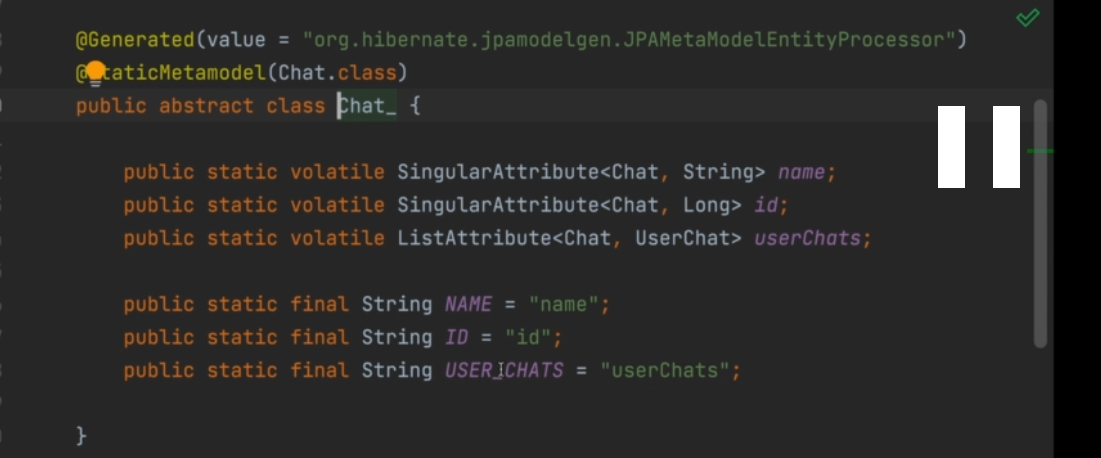 @Generated(value = "org.hibernate.jpamodelgen.JPAMetaModelEntityProcessor")
@StaticMetamodel(Chat.class)
public abstract class Chat_ {
public static volatile SingularAttribute<Chat, String> name;
public static volatile SingularAttribute<Chat, Long> id;
public static volatile ListAttribute<Chat, UserChat> userChats;
public static final String NAME = "name";
public static final String ID = "id";
public static final String USER_CHATS = "userChats";
}